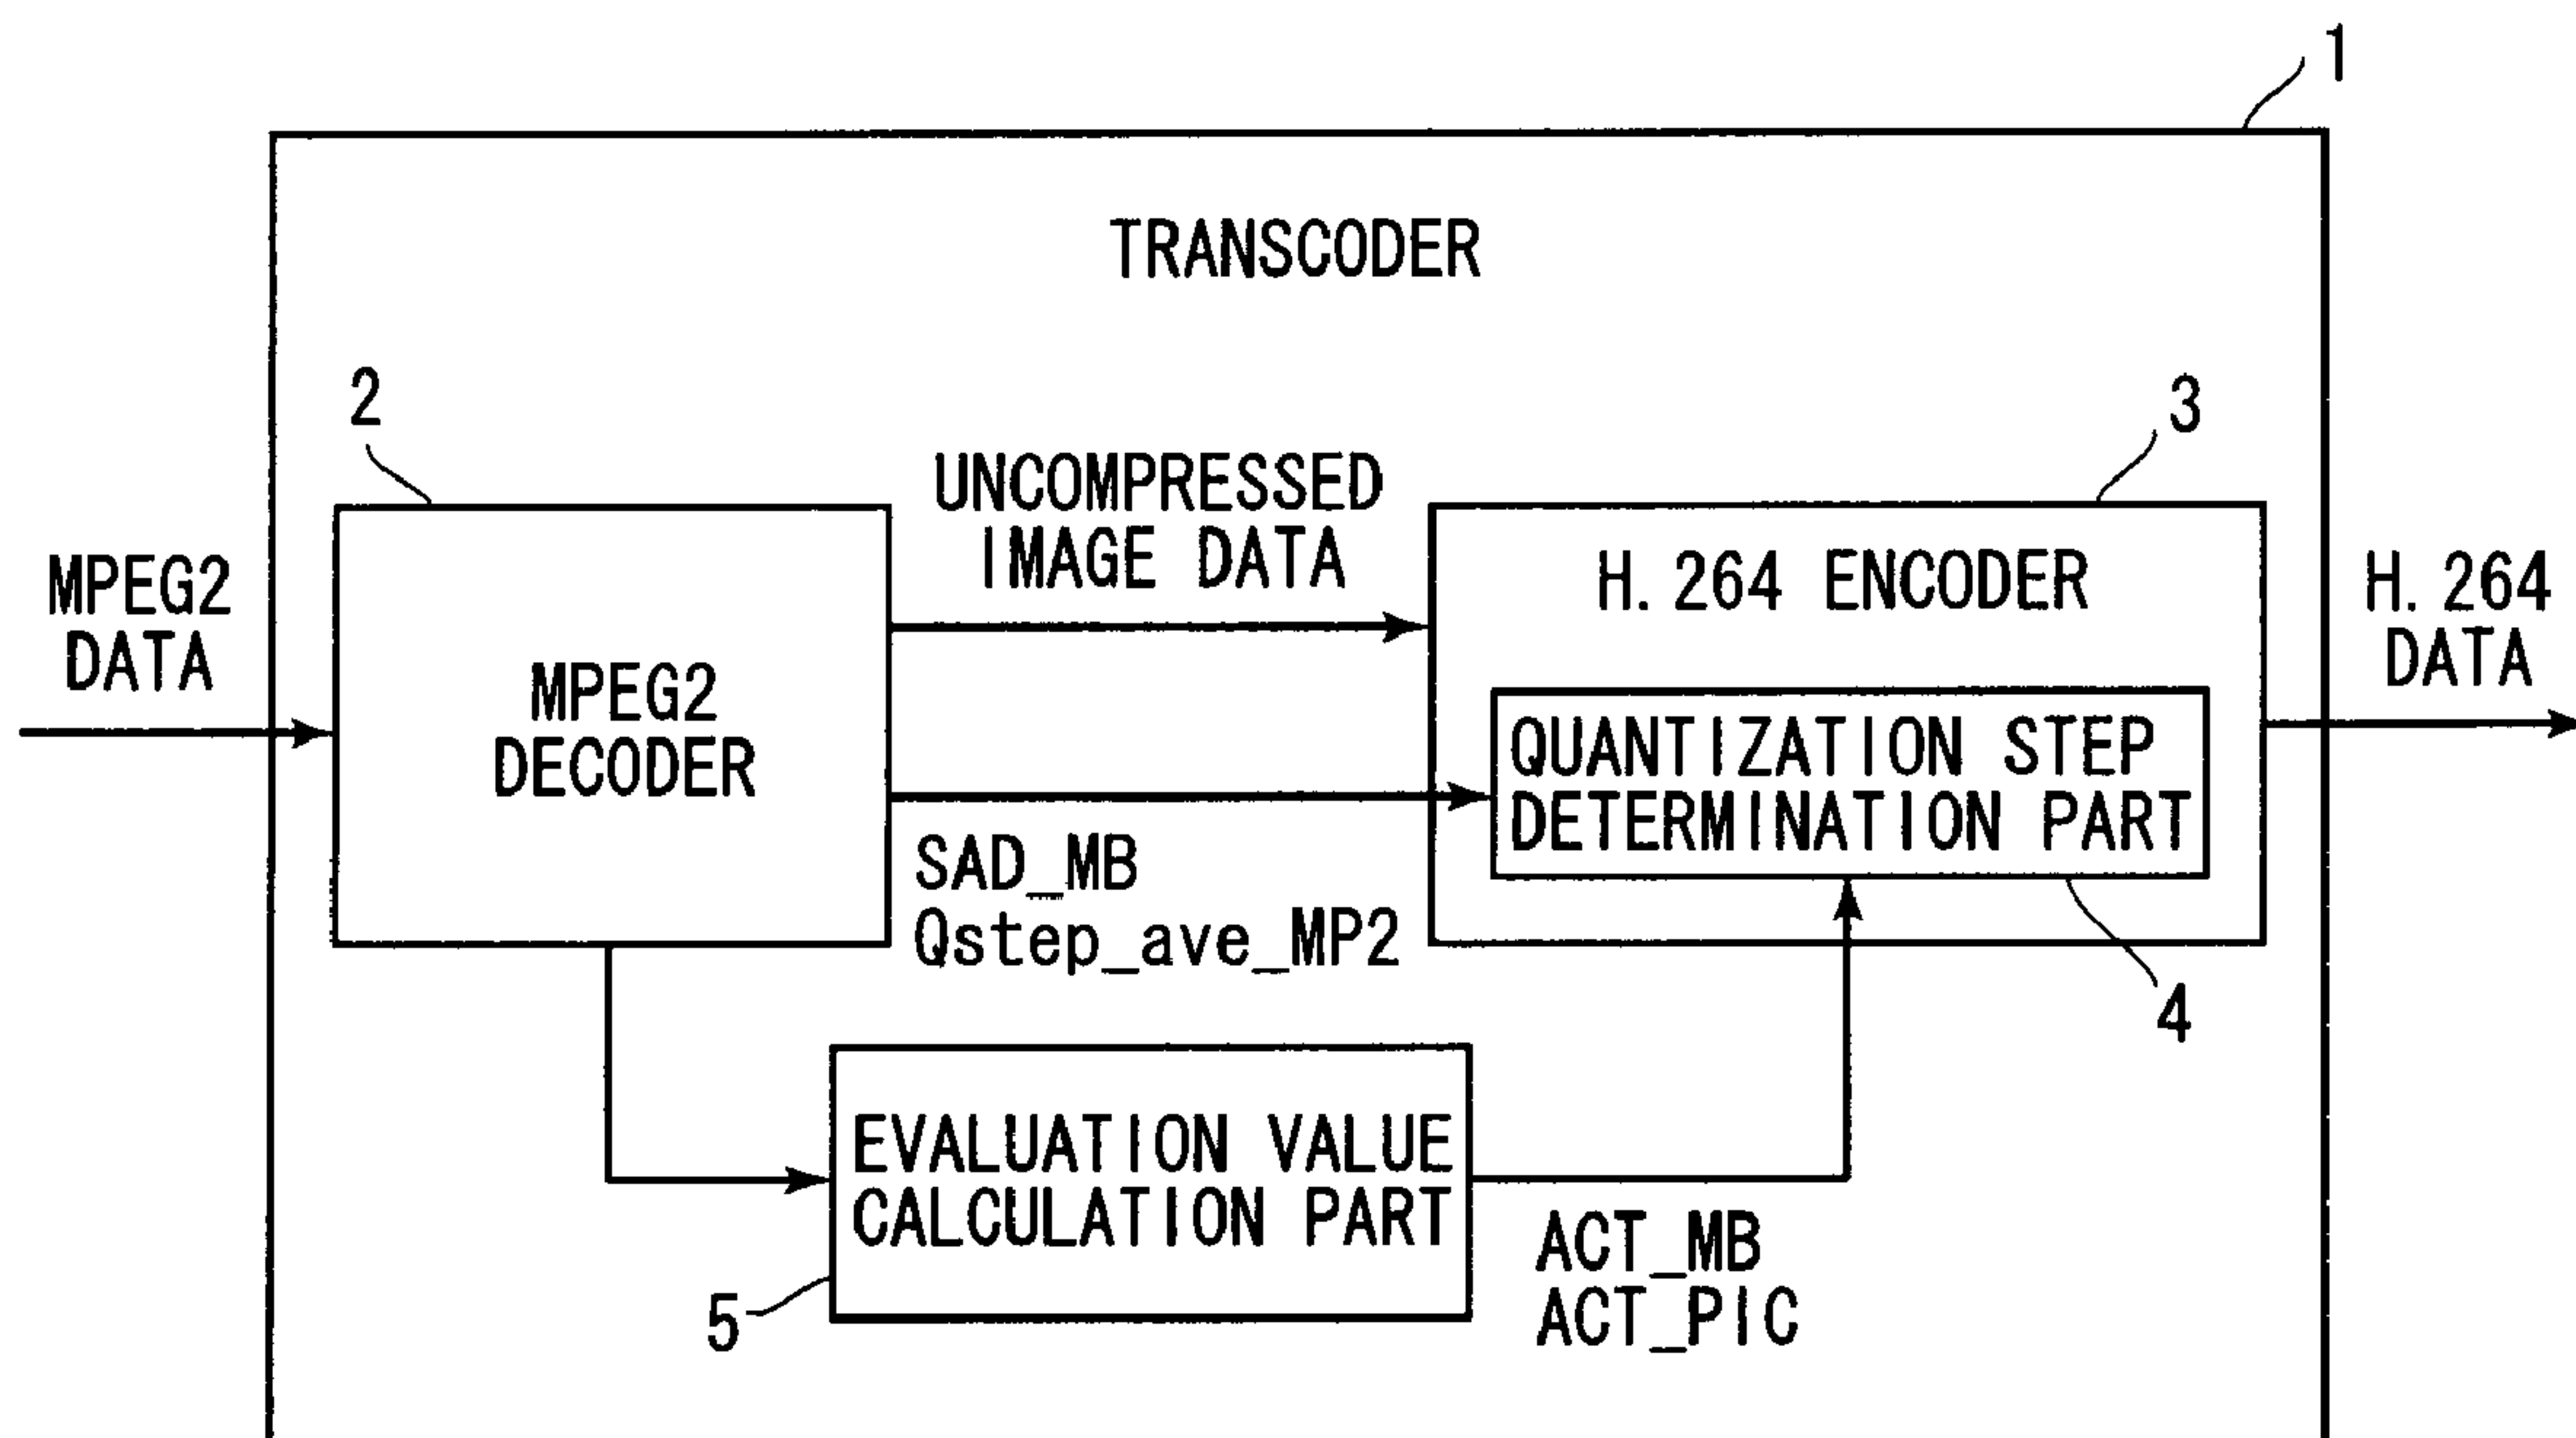 1
TRANSCODER
2
3
UNCOMPRESSED
IMAGE DATA
MPEG2
DATA
H.264 ENCODER
H.264
DATA
MPEG2
DECODER
QUANTIZATION STEP
DETERMINATION PART
SAD_MB
Qstep_ave_MP2
4
EVALUATION VALUE
CALCULATION PART
5
ACT_MB
ACT_PIC